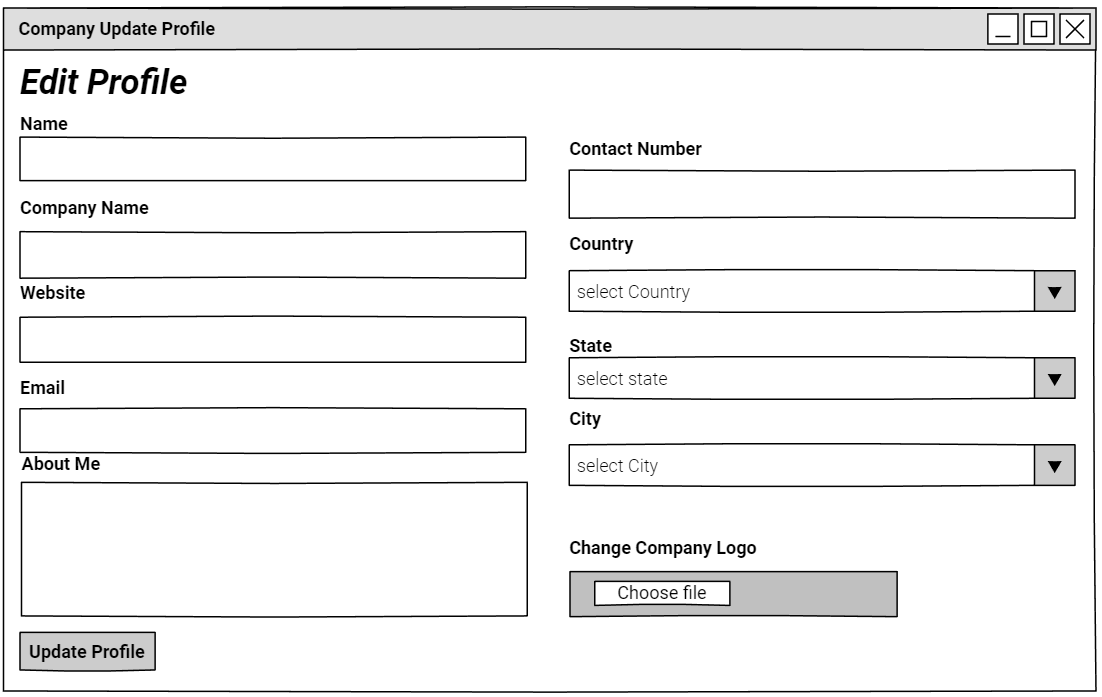 Company Update Profile
Edit Profile
Name
Company Name
Website
Email
About Me
Update Profile
Contact Number
Country
select Country
State
select state
City
select City
Change Company Logo
Choose file